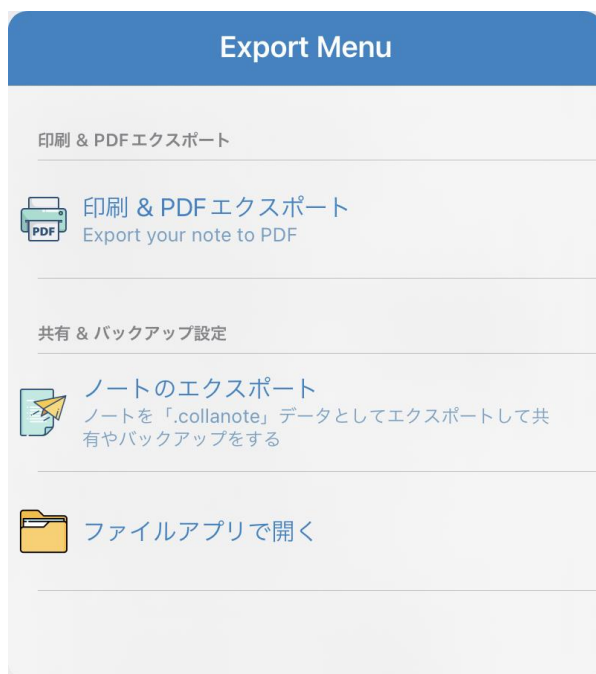 Export Menu
印刷 & PDFエクスポート
印刷 & PDFエクスポート
PDF
Export your note to PDF
共有 & バックアップ設定
ノートのエクスポート
ノートを「.collanote」データとしてエクスポートして共
有やバックアップをする
ファイルアプリで開く